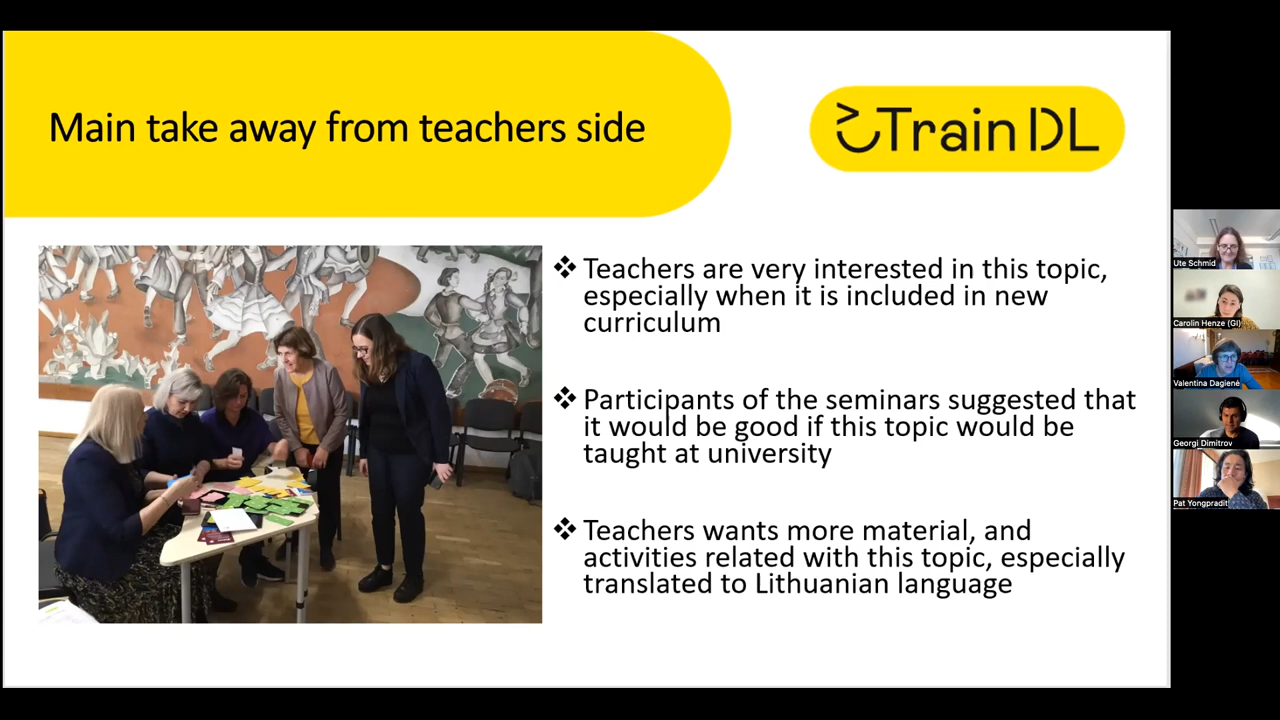 Main take away from teachers side
Train DL
❖ Teachers are very interested in this topic,
especially when it is included in new
curriculum
❖ Participants of the seminars suggested that
it would be good if this topic would be
taught at university
❖ Teachers wants more material, and
activities related with this topic, especially
translated to Lithuanian language
Ute Schmid
Carolin Henze (GI)
Valentina Dagienė
Georgi Dimitrov
Pat Yongpradit